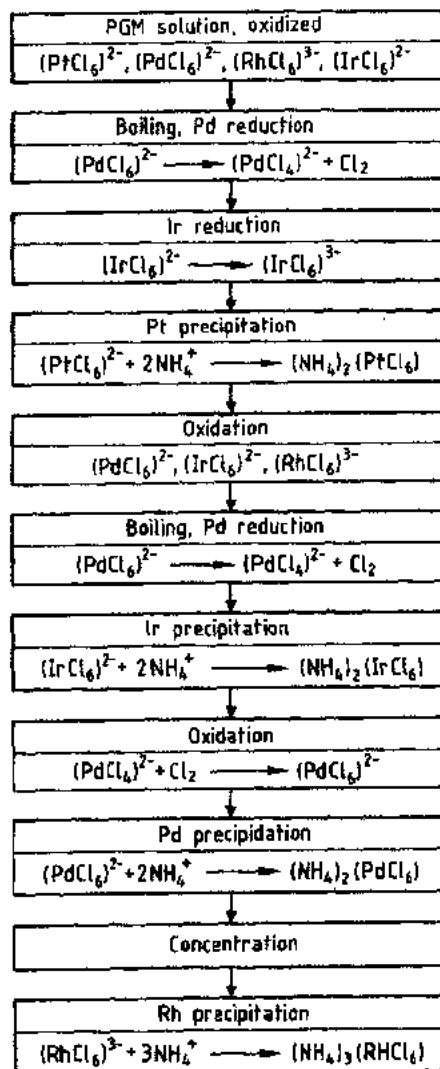 PGM solution, oxidized
(PtCl₆)²⁻, (PdCl₆)²⁻, (RhCl₆)³⁻, (IrCl₆)²⁻
Boiling, Pd reduction
(PdCl₆)²⁻ ⟶ (PdCl₄)²⁻ + Cl₂
Ir reduction
(IrCl₆)²⁻ ⟶ (IrCl₆)³⁻
Pt precipitation
(PtCl₆)²⁻ + 2NH₄⁺ ⟶ (NH₄)₂(PtCl₆)
Oxidation
(PdCl₆)²⁻, (IrCl₆)²⁻, (RhCl₆)³⁻
Boiling, Pd reduction
(PdCl₆)²⁻ ⟶ (PdCl₄)²⁻ + Cl₂
Ir precipitation
(IrCl₆)²⁻ + 2NH₄⁺ ⟶ (NH₄)₂(IrCl₆)
Oxidation
(PdCl₄)²⁻ + Cl₂ ⟶ (PdCl₆)²⁻
Pd precipidation
(PdCl₆)²⁻ + 2NH₄⁺ ⟶ (NH₄)₂(PdCl₆)
Concentration
Rh precipitation
(RhCl₆)³⁻ + 3NH₄⁺ ⟶ (NH₄)₃(RHCl₆)